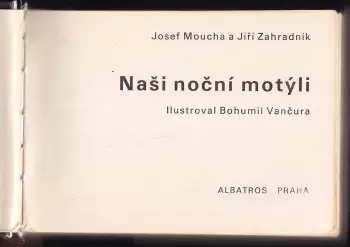 Josef Moucha a Jiří Zahradník
Naši noční motýli
Ilustroval Bohumil Vančura
ALBATROS PRAHA